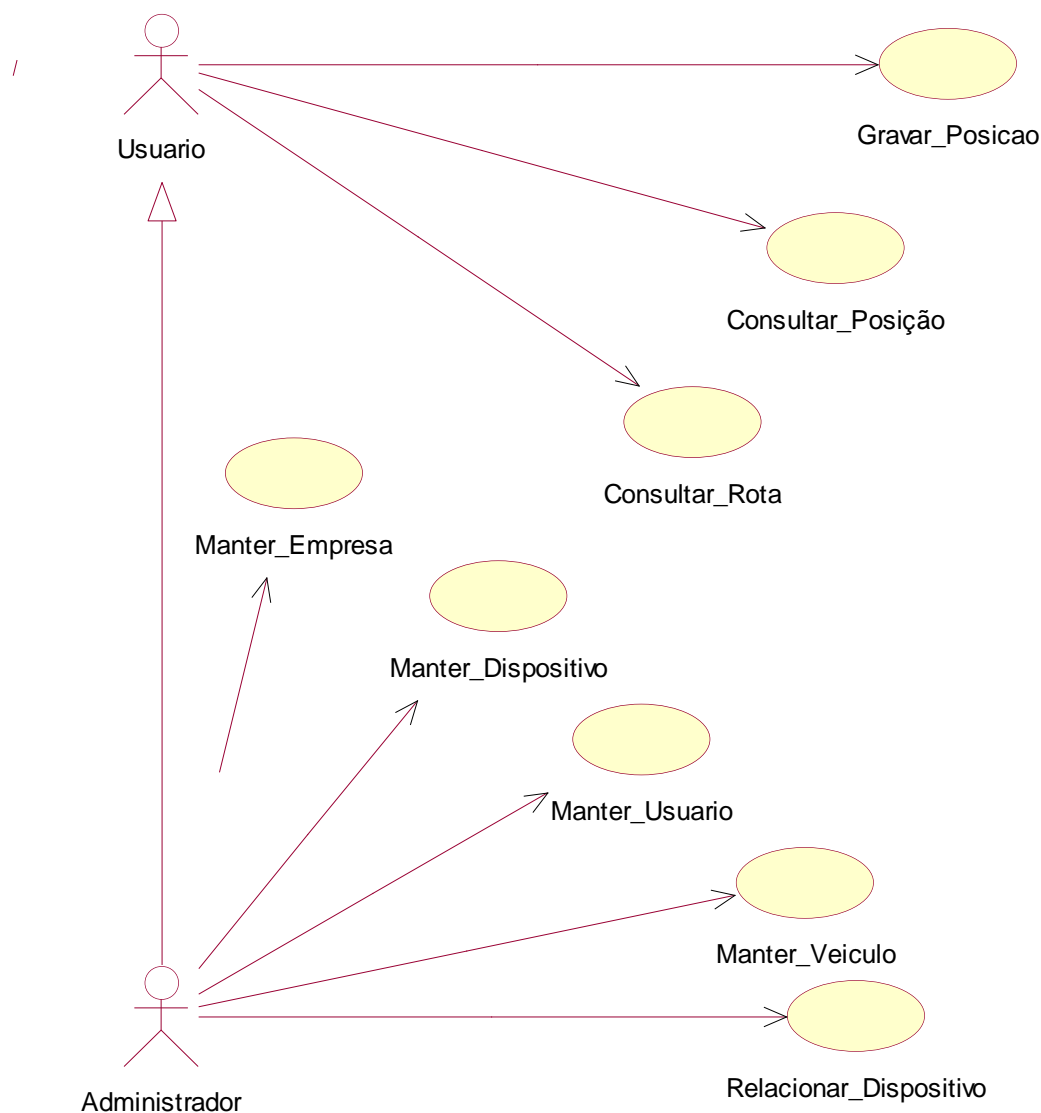 Usuario
Gravar_Posicao
Consultar_Posição
Consultar_Rota
Manter_Empresa
Manter_Dispositivo
Manter_Usuario
Manter_Veiculo
Relacionar_Dispositivo
Administrador